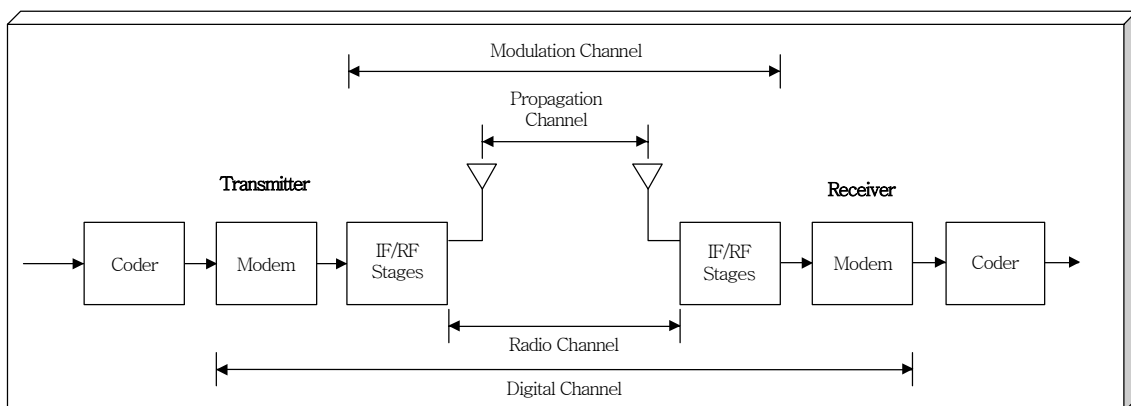 Modulation Channel
Propagation
Channel
Transmitter
Receiver
Coder
Modem
IF/RF
Stages
IF/RF
Stages
Modem
Coder
Radio Channel
Digital Channel